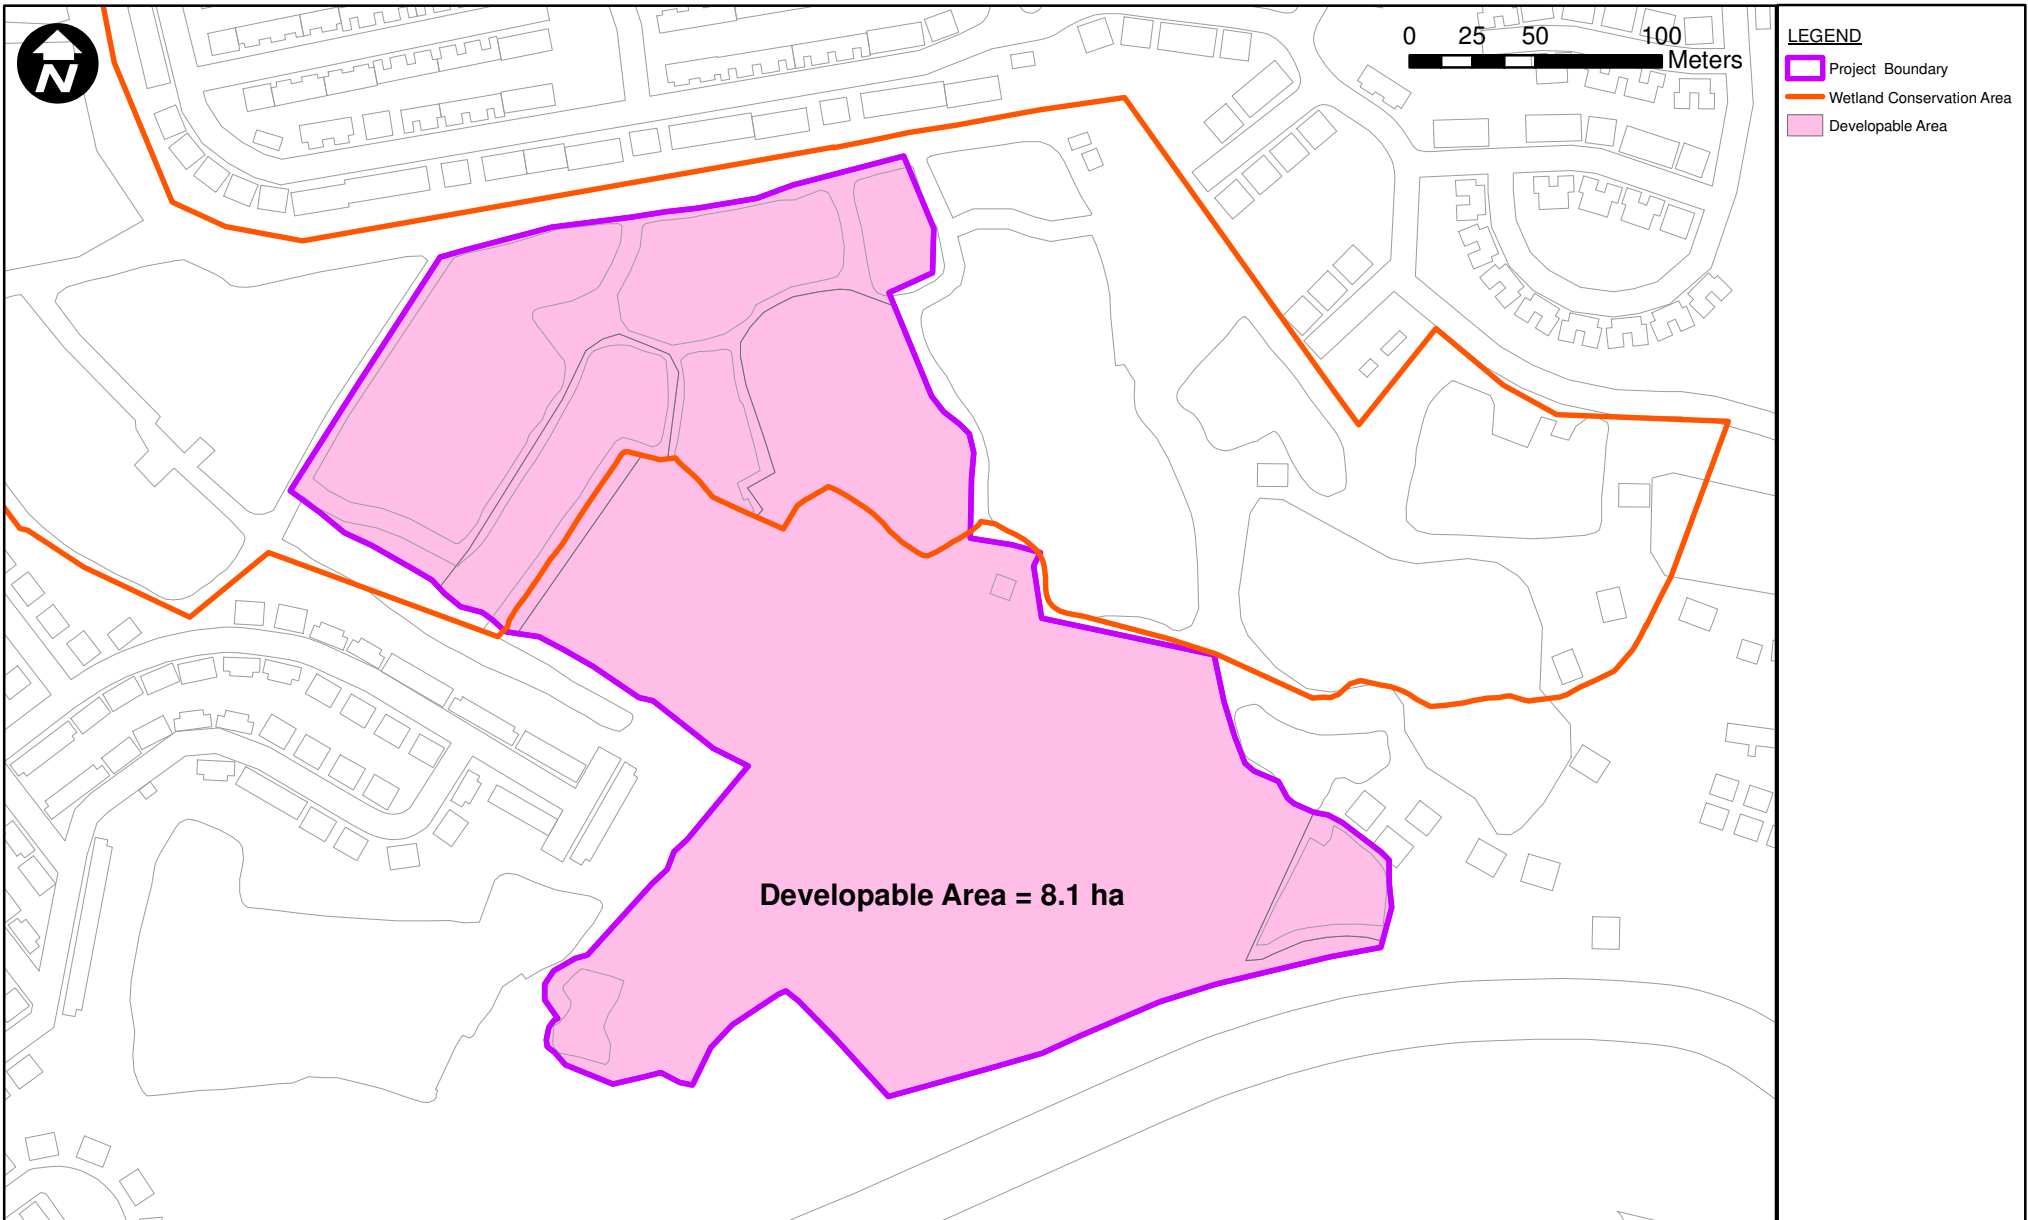 N
0 25 50 100
Meters
LEGEND
Project Boundary
Wetland Conservation Area
Developable Area
Developable Area = 8.1 ha